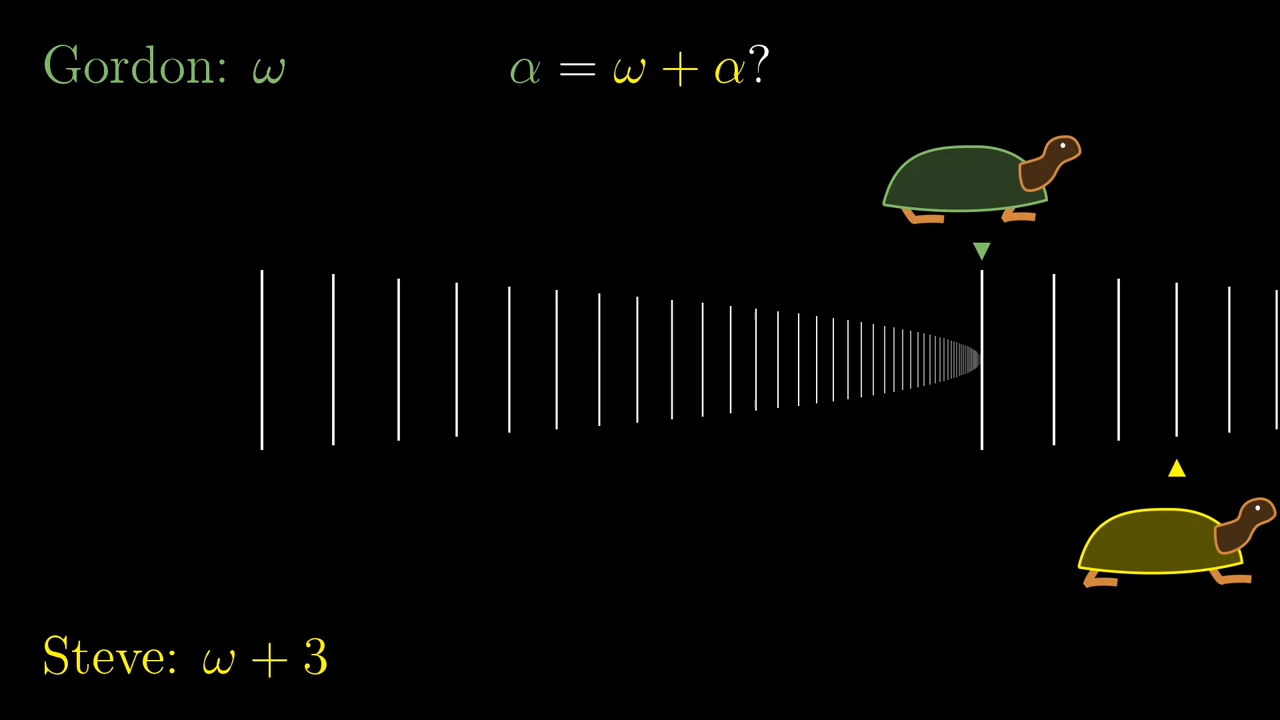 Gordon: ω
α = ω + α?
Steve: ω + 3